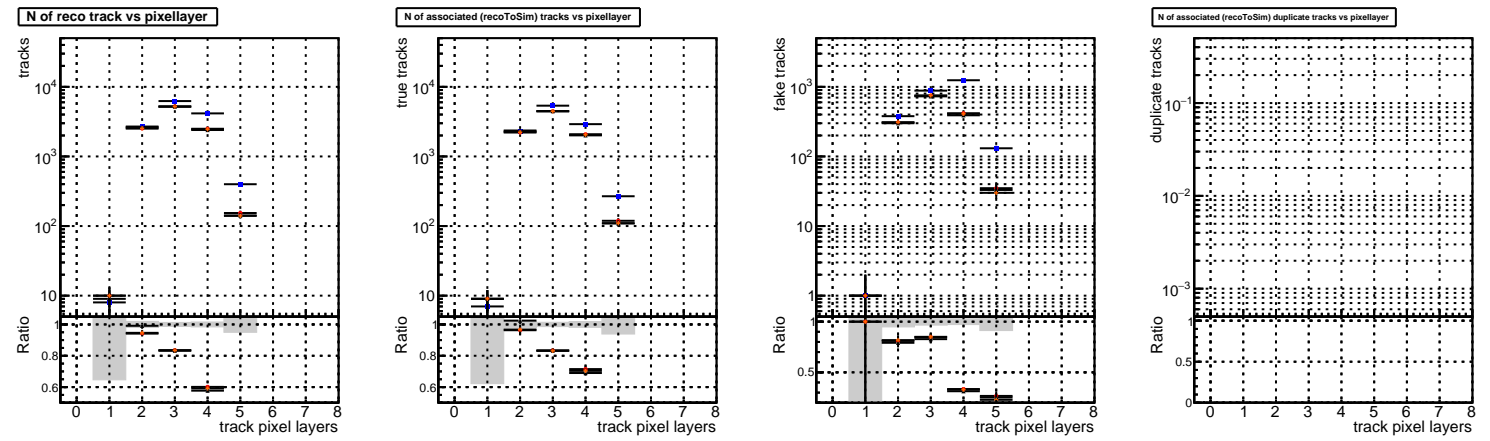 N of reco track vs pixellayer
tracks
10^4
10^3
10^2
10
Ratio
1
0.8
0.6
0 1 2 3 4 5 6 7 8
track pixel layers
N of associated (recoToSim) tracks vs pixellayer
true tracks
10^4
10^3
10^2
10
Ratio
1
0.8
0.6
0 1 2 3 4 5 6 7 8
track pixel layers
fake tracks
10^3
10^2
10
1
Ratio
1
0.5
0 1 2 3 4 5 6 7 8
track pixel layers
N of associated (recoToSim) duplicate tracks vs pixellayer
duplicate tracks
10^−1
10^−2
10^−3
Ratio
1
0.5
0
0 1 2 3 4 5 6 7 8
track pixel layers